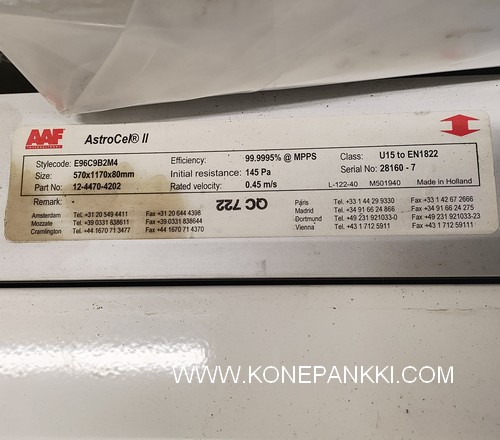 AAF
INTERNATIONAL
AstroCel® II
Stylecode: E96C9B2M4
Size: 570x1170x80mm
Part No: 12-4470-4202
Efficiency: 99.9995% @ MPPS
Initial resistance: 145 Pa
Rated velocity: 0.45 m/s
Class: U15 to EN1822
Serial No: 28160 - 7
L-122-40 M501940 Made in Holland
Remark: -
QC 722
Amsterdam Tel. +31 20 549 4411 Fax +31 20 644 4398
Mozzate Tel. +39 0331 838611 Fax +39 0331 838644
Cramlington Tel. +44 1670 71 3477 Fax +44 1670 71 4370
Paris Tel. +33 1 44 29 9330 Fax +33 1 42 67 2666
Madrid Tel. +34 91 66 24 866 Fax +34 91 66 24 275
Dortmund Tel. +49 231 921033-0 Fax +49 231 921033-23
Vienna Tel. +43 1 712 5911 Fax +43 1 712 59111
WWW.KONEPANKKI.COM